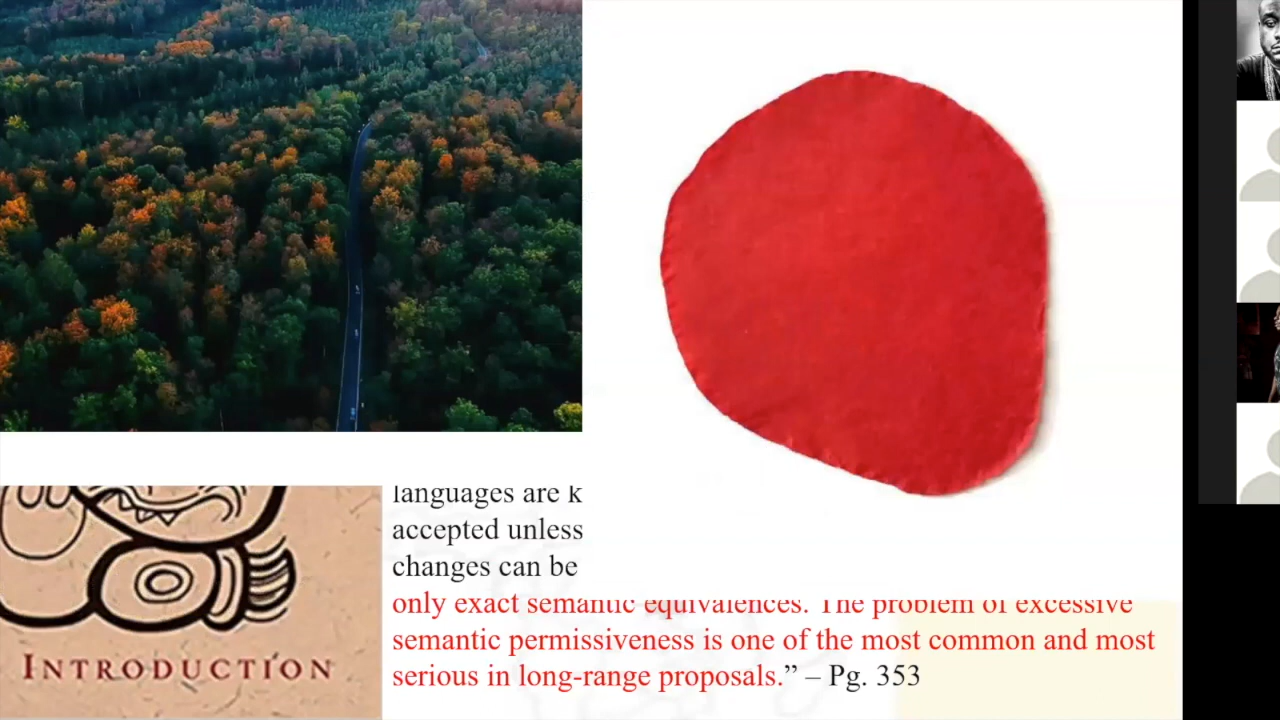 languages are k
accepted unless
changes can be
only exact semantic equivalences. The problem of excessive
semantic permissiveness is one of the most common and most
serious in long-range proposals.” – Pg. 353
INTRODUCTION